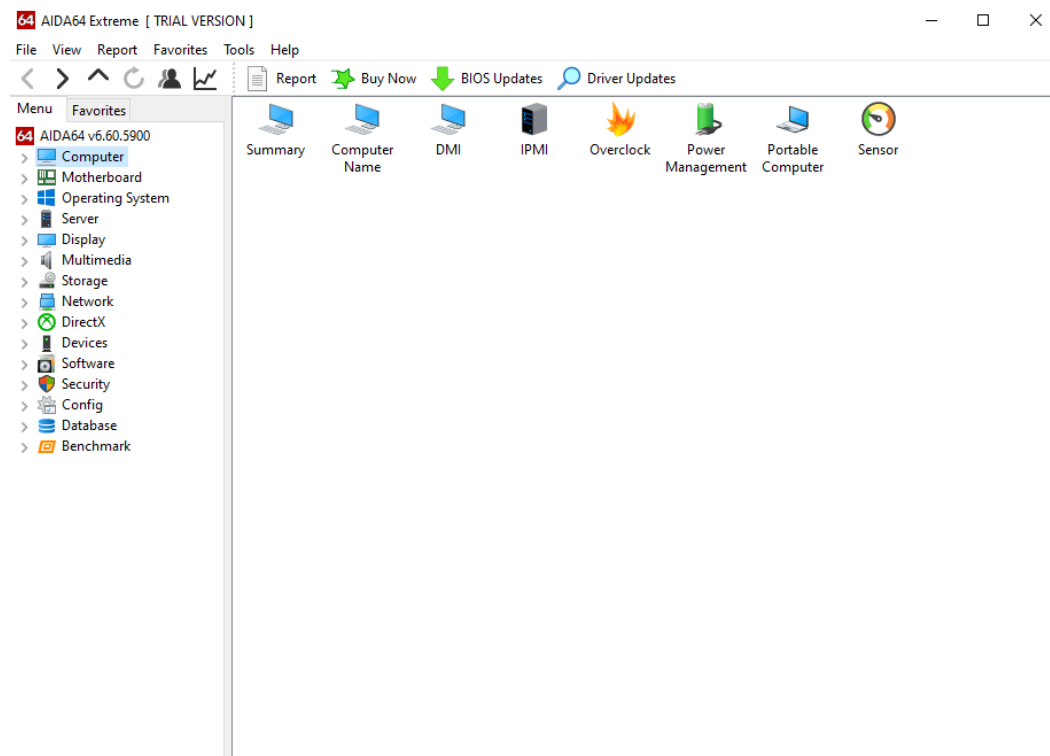 64 AIDA64 Extreme [ TRIAL VERSION ]
File View Report Favorites Tools Help
Report Buy Now BIOS Updates Driver Updates
Menu Favorites
64 AIDA64 v6.60.5900
Computer
Motherboard
Operating System
Server
Display
Multimedia
Storage
Network
DirectX
Devices
Software
Security
Config
Database
Benchmark
Summary Computer Name DMI IPMI Overclock Power Management Portable Computer Sensor